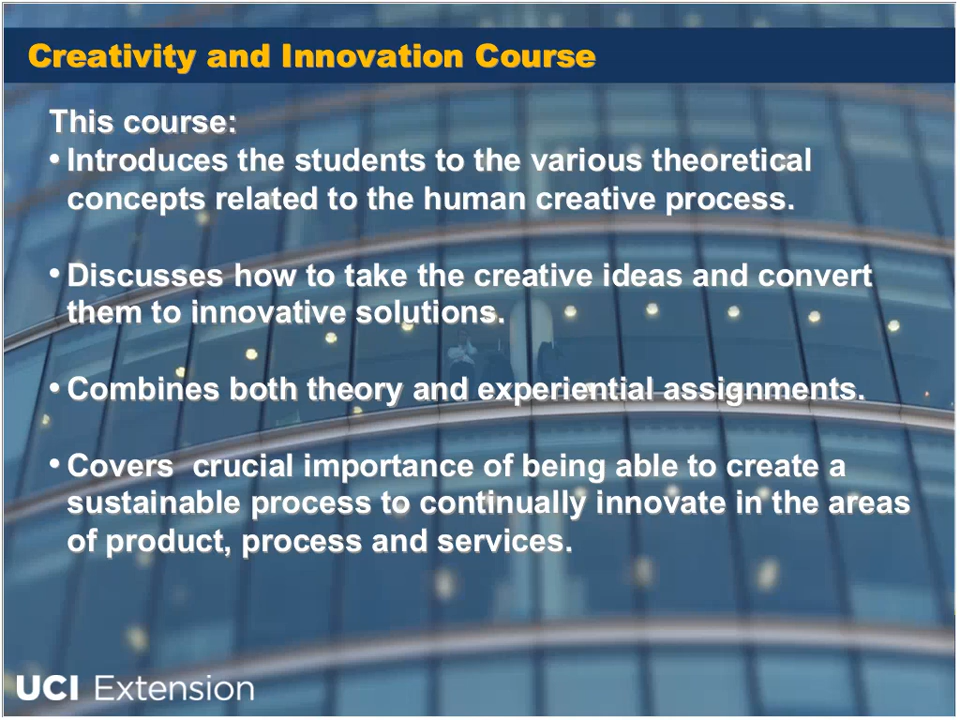 Creativity and Innovation Course
This course:
• Introduces the students to the various theoretical
concepts related to the human creative process.
• Discusses how to take the creative ideas and convert
them to innovative solutions.
• Combines both theory and experiential assignments.
• Covers  crucial importance of being able to create a
sustainable process to continually innovate in the areas
of product, process and services.
UCI Extension